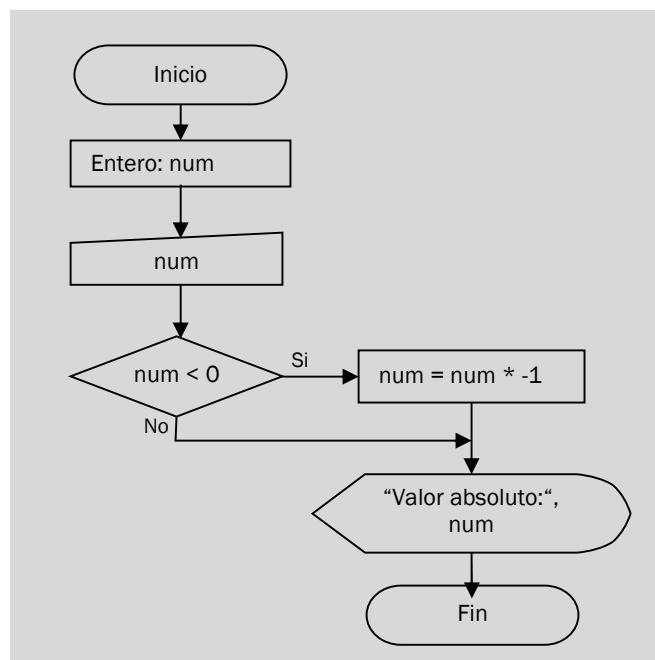 Inicio
Entero: num
num
num < 0
Si
num = num * -1
No
“Valor absoluto:“,
num
Fin